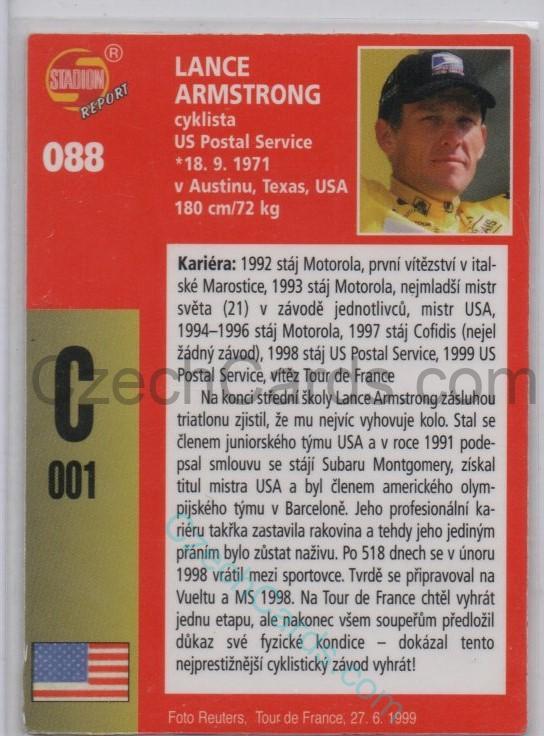 STADION ®
REPORT
088
LANCE
ARMSTRONG
cyklista
US Postal Service
*18. 9. 1971
v Austinu, Texas, USA
180 cm/72 kg
C
001
Kariéra: 1992 stáj Motorola, první vítězství v ital-
ské Marostice, 1993 stáj Motorola, nejmladší mistr
světa (21) v závodě jednotlivců, mistr USA,
1994–1996 stáj Motorola, 1997 stáj Cofidis (nejel
žádný závod), 1998 stáj US Postal Service, 1999 US
Postal Service, vítěz Tour de France
Na konci střední školy Lance Armstrong zásluhou
triatlonu zjistil, že mu nejvíc vyhovuje kolo. Stal se
členem juniorského týmu USA a v roce 1991 pode-
psal smlouvu se stájí Subaru Montgomery, získal
titul mistra USA a byl členem amerického olym-
pijského týmu v Barceloně. Jeho profesionální ka-
riéru takřka zastavila rakovina a tehdy jeho jediným
přáním bylo zůstat naživu. Po 518 dnech se v únoru
1998 vrátil mezi sportovce. Tvrdě se připravoval na
Vueltu a MS 1998. Na Tour de France chtěl vyhrát
jednu etapu, ale nakonec všem soupeřům předložil
důkaz své fyzické kondice – dokázal tento
nejprestižnější cyklistický závod vyhrát!
Foto Reuters, Tour de France, 27. 6. 1999
CzechCards.com
CzechCards.com